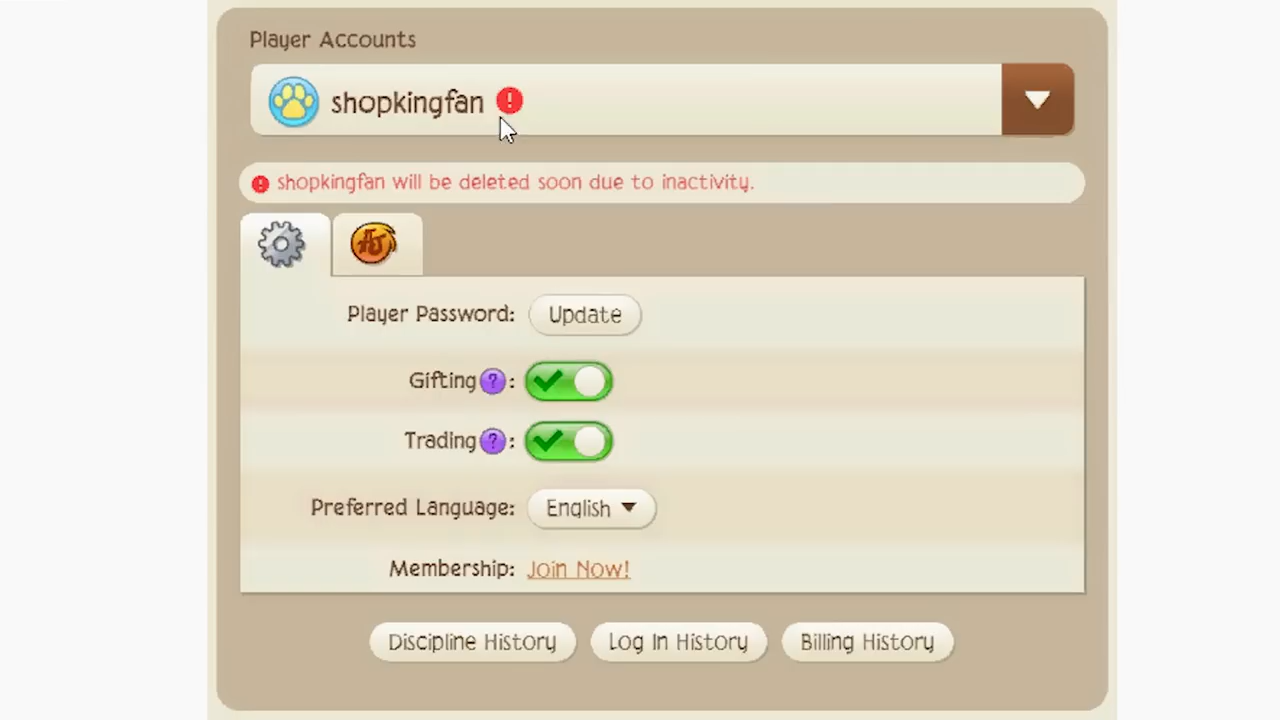 Player Accounts
shopkingfan !
! shopkingfan will be deleted soon due to inactivity.
AJ
Player Password: Update
Gifting ? :
Trading ? :
Preferred Language: English
Membership: Join Now!
Discipline History Log In History Billing History